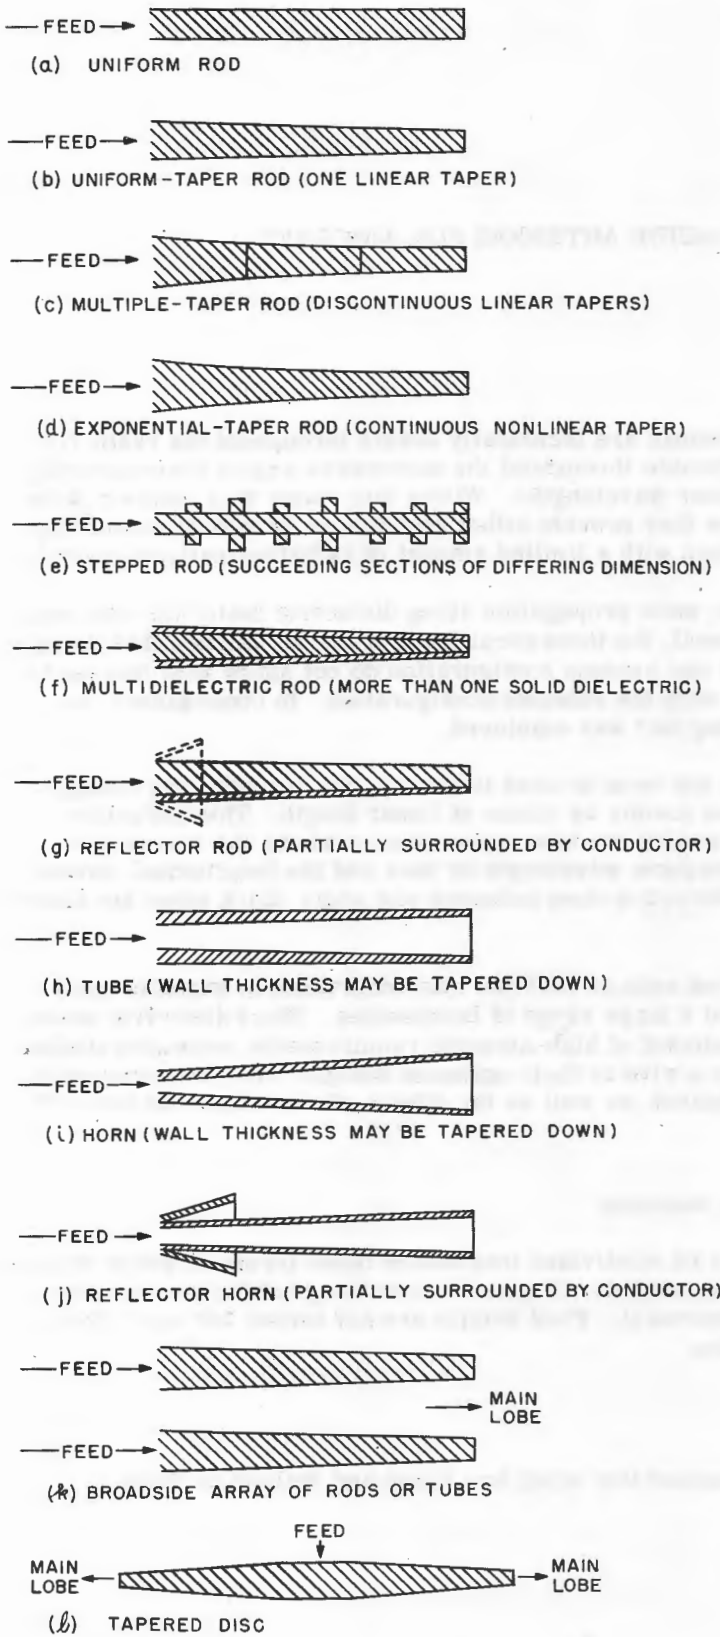 FEED
(a) UNIFORM ROD
FEED
(b) UNIFORM-TAPER ROD (ONE LINEAR TAPER)
FEED
(c) MULTIPLE-TAPER ROD (DISCONTINUOUS LINEAR TAPERS)
FEED
(d) EXPONENTIAL-TAPER ROD (CONTINUOUS NONLINEAR TAPER)
FEED
(e) STEPPED ROD (SUCCEEDING SECTIONS OF DIFFERING DIMENSION)
FEED
(f) MULTIDIELECTRIC ROD (MORE THAN ONE SOLID DIELECTRIC)
FEED
(g) REFLECTOR ROD (PARTIALLY SURROUNDED BY CONDUCTOR)
FEED
(h) TUBE (WALL THICKNESS MAY BE TAPERED DOWN)
FEED
(i) HORN (WALL THICKNESS MAY BE TAPERED DOWN)
FEED
(j) REFLECTOR HORN (PARTIALLY SURROUNDED BY CONDUCTOR)
FEED
MAIN
LOBE
FEED
(k) BROADSIDE ARRAY OF RODS OR TUBES
FEED
MAIN
LOBE
MAIN
LOBE
(l) TAPERED DISC